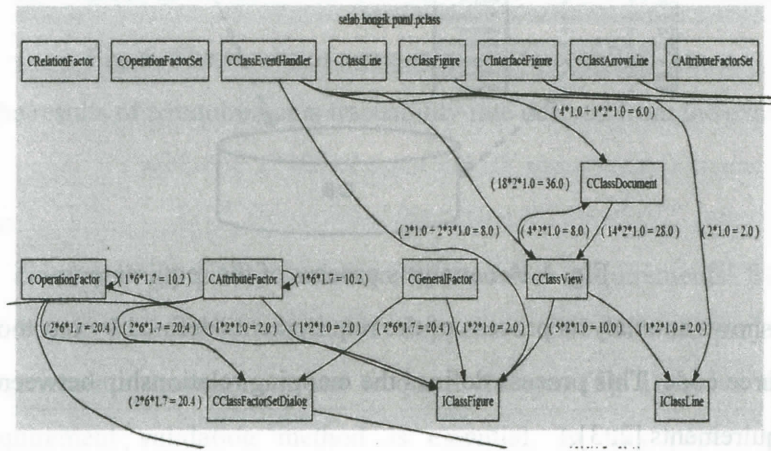 selab.hongik.puml.pclass
CRelationFactor COperationFactorSet CClassEventHandler CClassLine CClassFigure CInterfaceFigure CClassArrowLine CAttributeFactorSet
( 4*1.0 + 1*2*1.0 = 6.0 )
( 18*2*1.0 = 36.0 ) CClassDocument
( 2*1.0 + 2*3*1.0 = 8.0 ) ( 4*2*1.0 = 8.0 ) ( 14*2*1.0 = 28.0 ) ( 2*1.0 = 2.0 )
COperationFactor ( 1*6*1.7 = 10.2 ) CAttributeFactor ( 1*6*1.7 = 10.2 ) CGeneralFactor CClassView
( 2*6*1.7 = 20.4 ) ( 2*6*1.7 = 20.4 ) ( 1*2*1.0 = 2.0 ) ( 1*2*1.0 = 2.0 ) ( 2*6*1.7 = 20.4 ) ( 1*2*1.0 = 2.0 ) ( 5*2*1.0 = 10.0 ) ( 1*2*1.0 = 2.0 )
( 2*6*1.7 = 20.4 ) CClassFactorSetDialog IClassFigure IClassLine